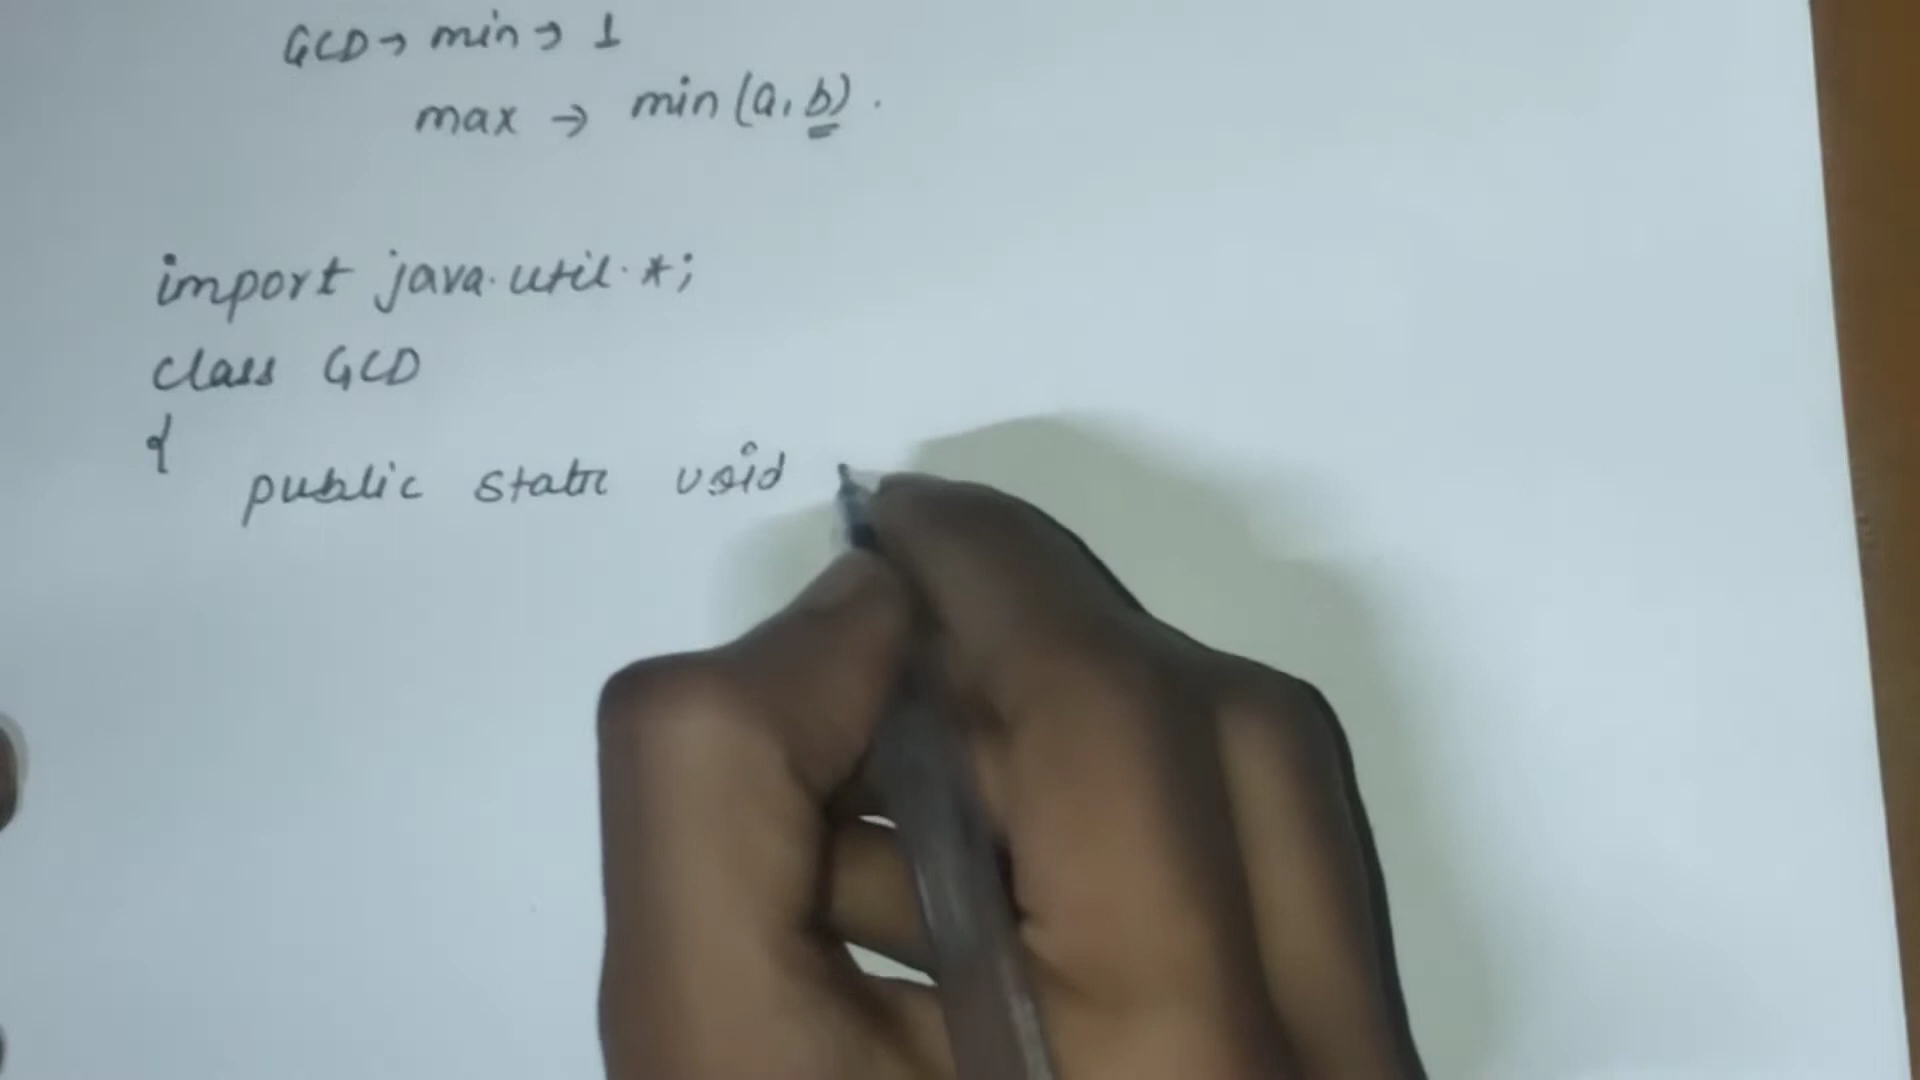 GCD → min → 1
max → min (a, b).
import java.util.*;
class GCD
{
public static void